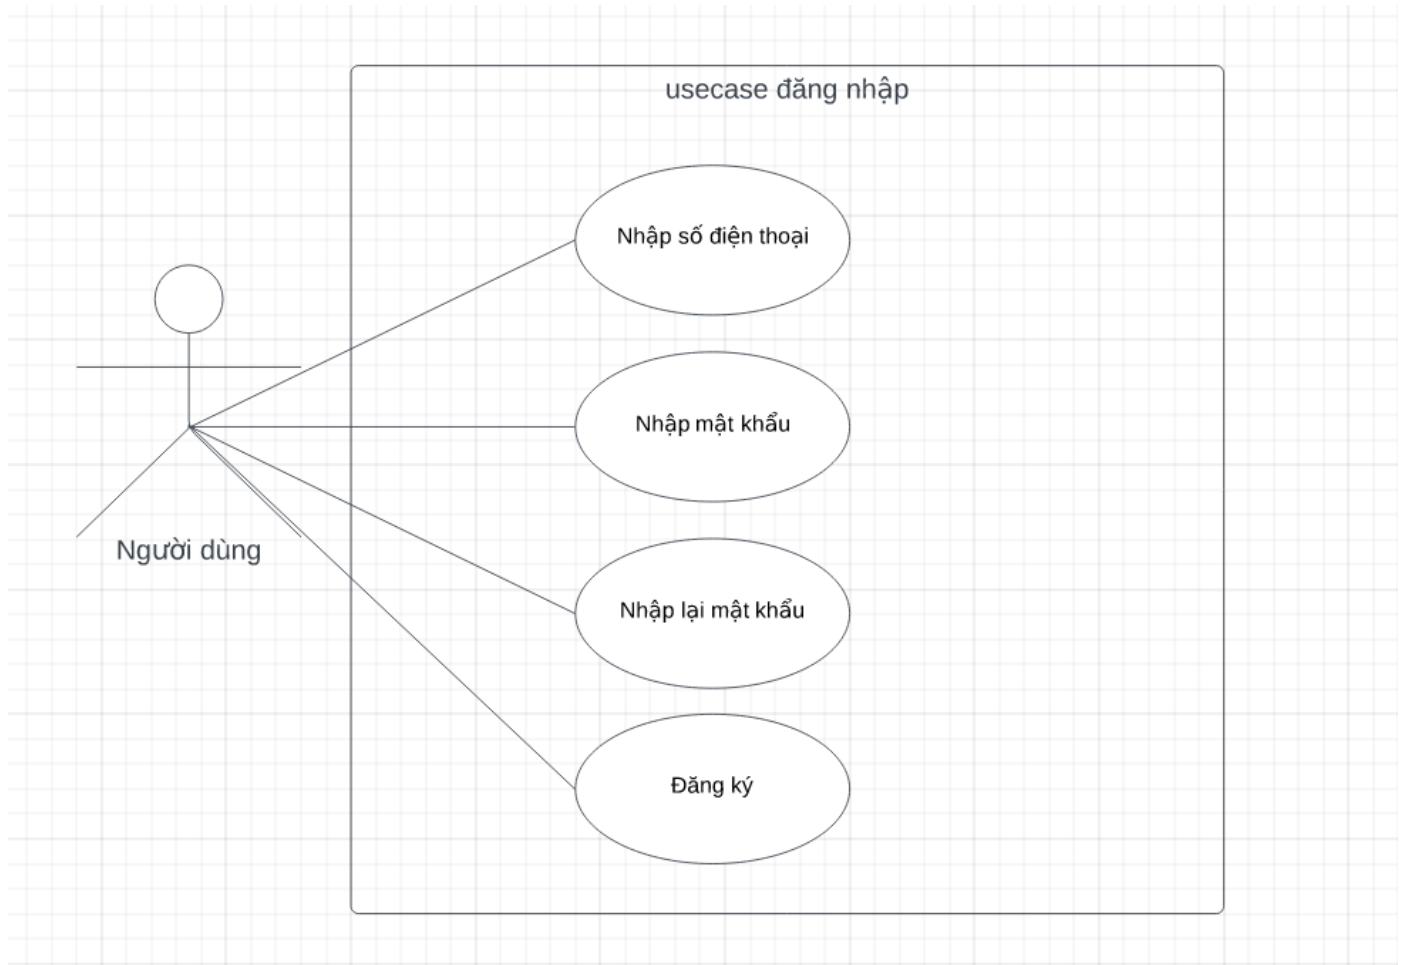 usecase đăng nhập
Nhập số điện thoại
Nhập mật khẩu
Người dùng
Nhập lại mật khẩu
Đăng ký